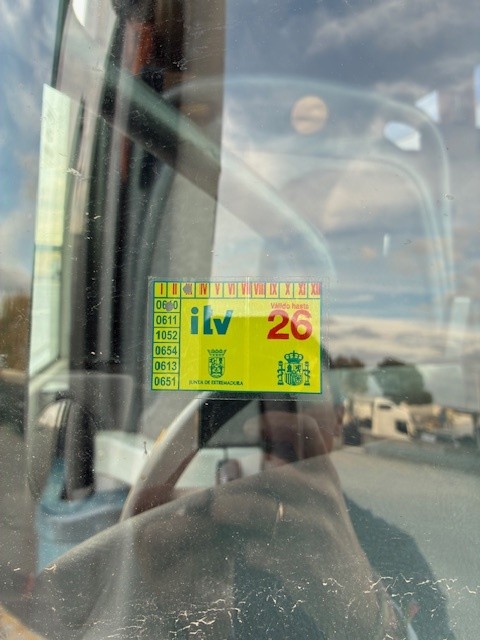 I II IV V VI VII VIII IX X XI XII
0611
1052
0654
0613
0651
itv
Válido hasta
26
JUNTA DE EXTREMADURA